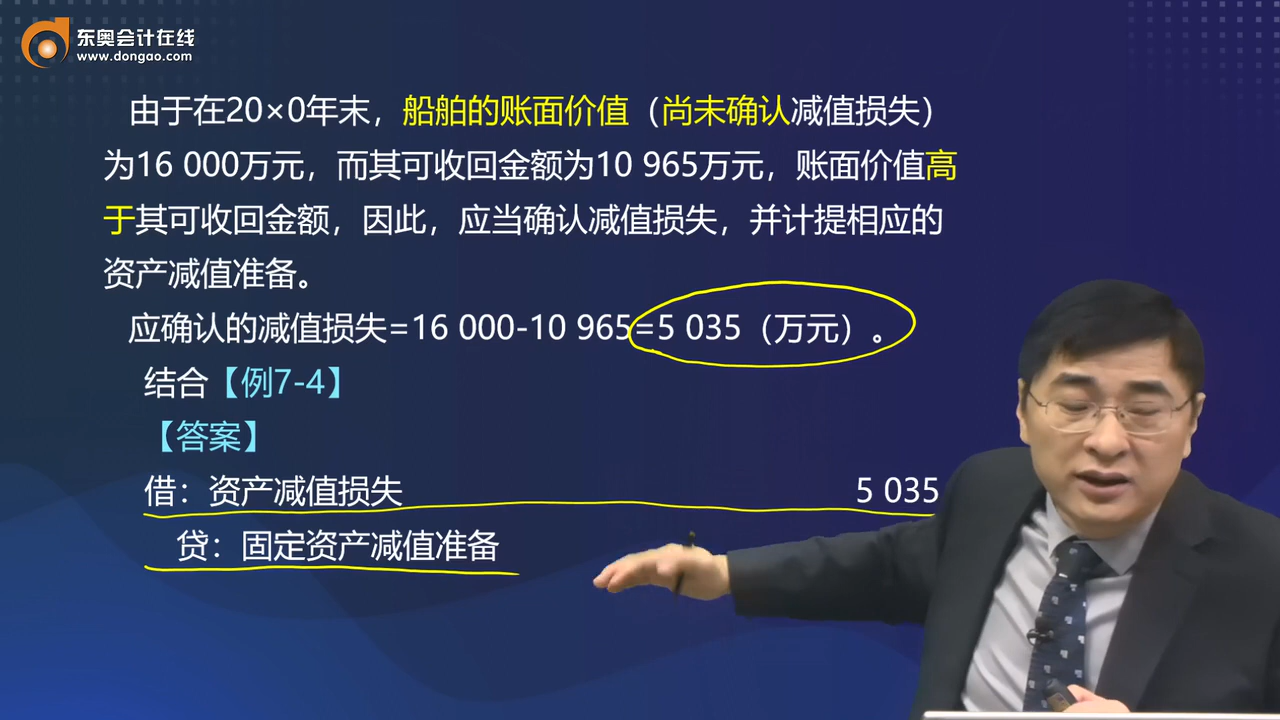 东奥会计在线
www.dongao.com
由于在20×0年末，船舶的账面价值（尚未确认减值损失）
为16 000万元，而其可收回金额为10 965万元，账面价值高
于其可收回金额，因此，应当确认减值损失，并计提相应的
资产减值准备。
应确认的减值损失=16 000-10 965=5 035（万元）。
结合【例7-4】
【答案】
借：资产减值损失 5 035
贷：固定资产减值准备